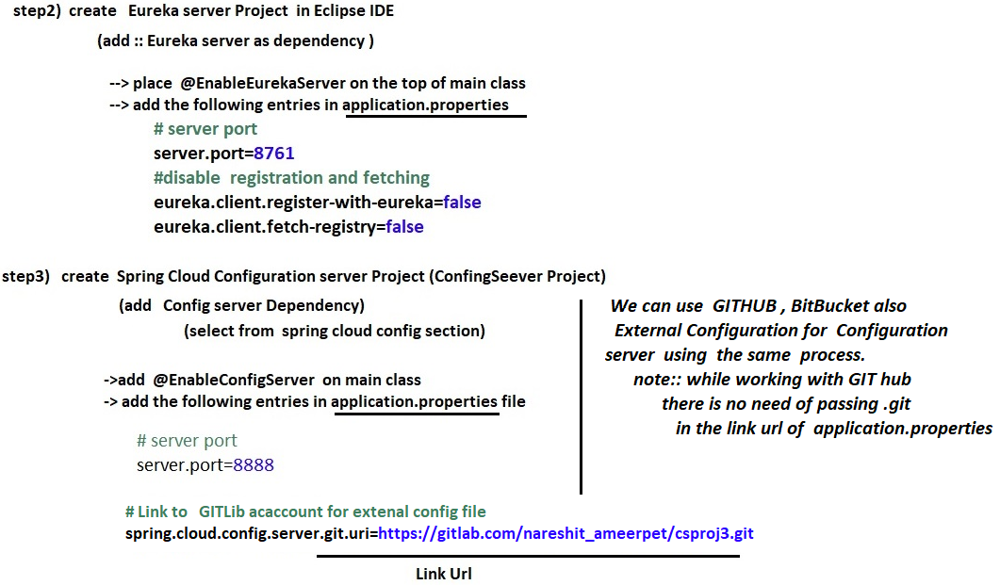 step2) create Eureka server Project in Eclipse IDE
(add :: Eureka server as dependency )
--> place @EnableEurekaServer on the top of main class
--> add the following entries in application.properties
# server port
server.port=8761
#disable registration and fetching
eureka.client.register-with-eureka=false
eureka.client.fetch-registry=false
step3) create Spring Cloud Configuration server Project (ConfingSeever Project)
(add Config server Dependency)
(select from spring cloud config section)
->add @EnableConfigServer on main class
-> add the following entries in application.properties file
# server port
server.port=8888
We can use GITHUB , BitBucket also
External Configuration for Configuration
server using the same process.
note:: while working with GIT hub
there is no need of passing .git
in the link url of application.properties
# Link to GITLib acaccount for extenal config file
spring.cloud.config.server.git.uri=https://gitlab.com/nareshit_ameerpet/csproj3.git
Link Url